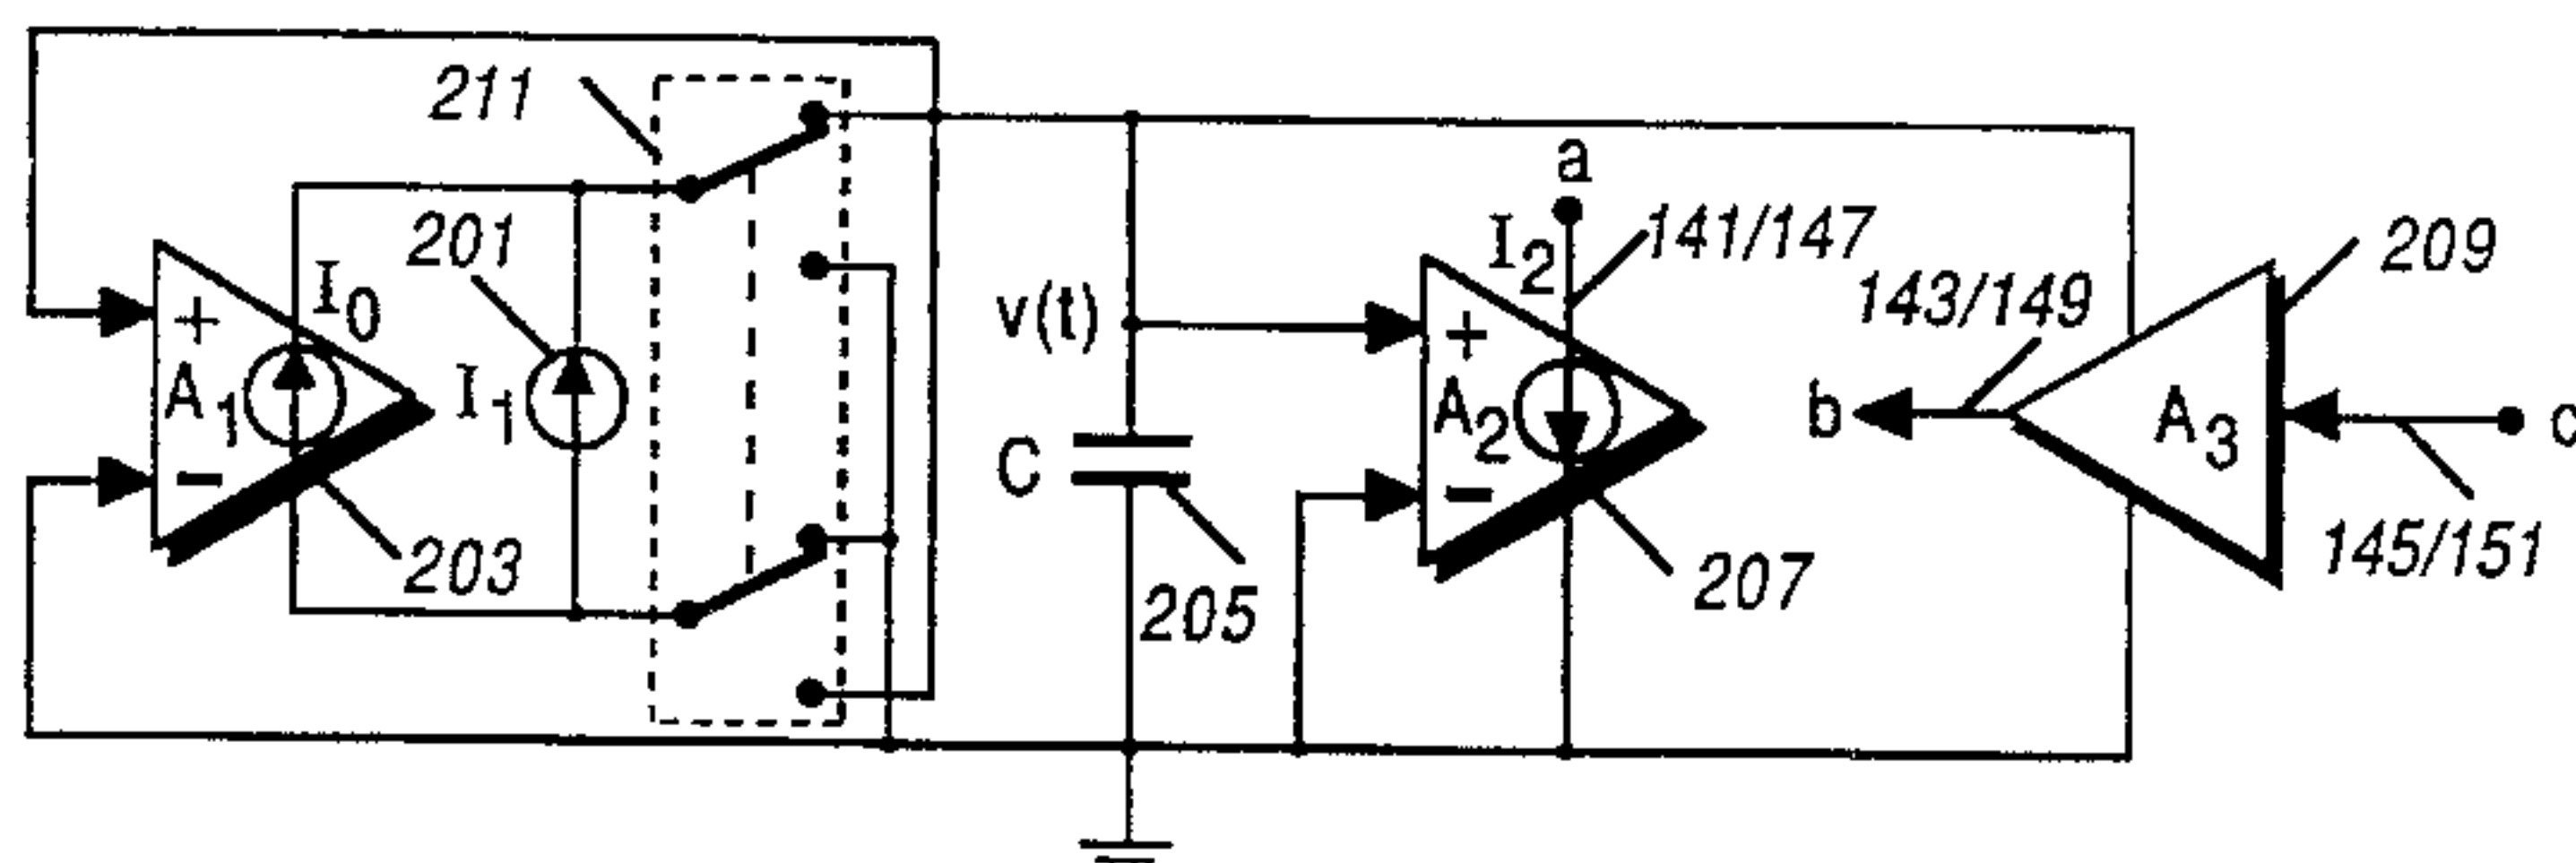 211
201
I0
I1
+
A1
−
203
v(t)
C
205
a
I2
141/147
+
A2
−
207
143/149
b
209
A3
c
145/151